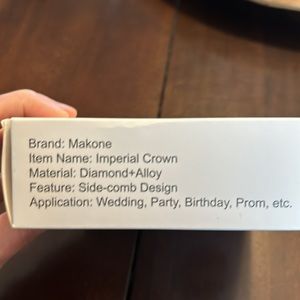 Brand: Makone
Item Name: Imperial Crown
Material: Diamond+Alloy
Feature: Side-comb Design
Application: Wedding, Party, Birthday, Prom, etc.